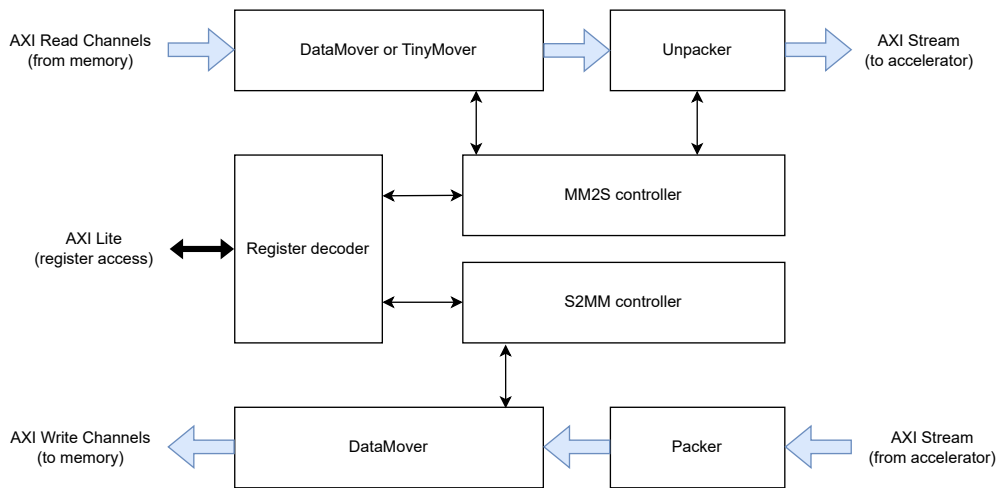 AXI Read Channels
(from memory)
DataMover or TinyMover
Unpacker
AXI Stream
(to accelerator)
MM2S controller
AXI Lite
(register access)
Register decoder
S2MM controller
AXI Write Channels
(to memory)
DataMover
Packer
AXI Stream
(from accelerator)